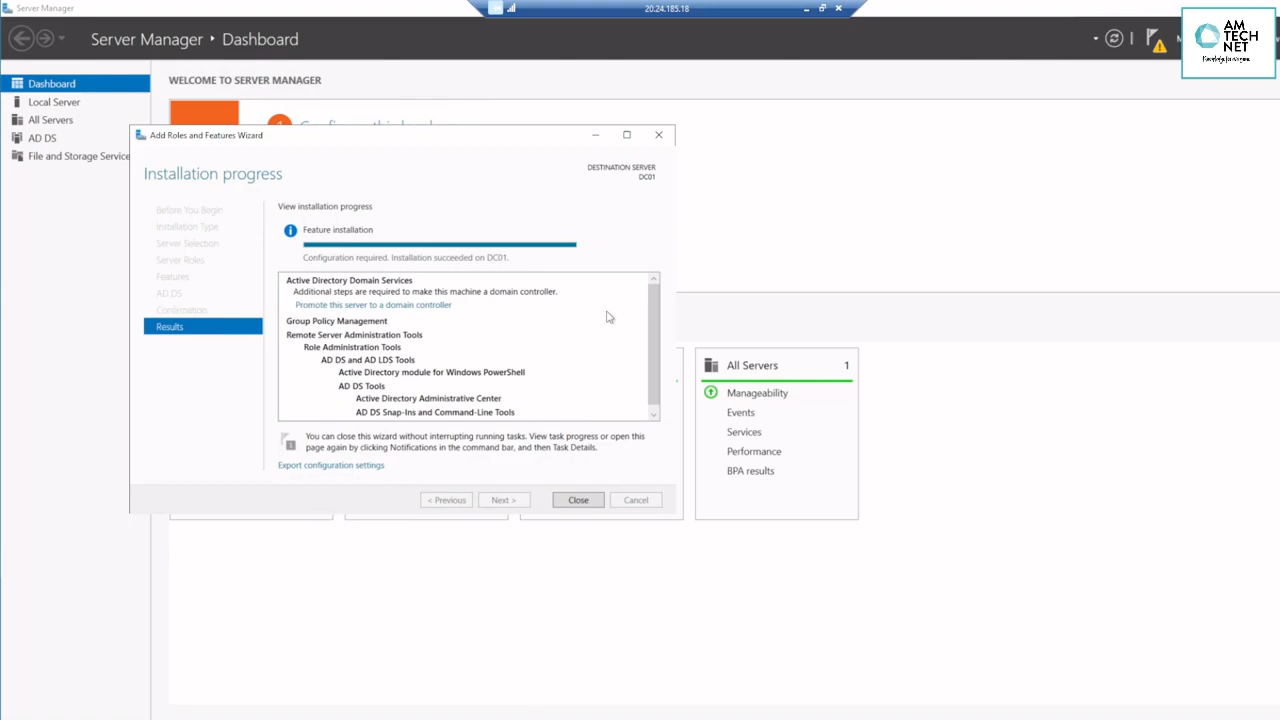 Server Manager
20.24.185.18
Server Manager • Dashboard
AM
TECH
NET
Dashboard
Local Server
All Servers
AD DS
File and Storage Service
WELCOME TO SERVER MANAGER
Add Roles and Features Wizard
Installation progress
DESTINATION SERVER
DC01
Before You Begin
Installation Type
Server Selection
Server Roles
Features
AD DS
Confirmation
Results
View installation progress
Feature installation
Configuration required. Installation succeeded on DC01.
Active Directory Domain Services
Additional steps are required to make this machine a domain controller.
Promote this server to a domain controller
Group Policy Management
Remote Server Administration Tools
Role Administration Tools
AD DS and AD LDS Tools
Active Directory module for Windows PowerShell
AD DS Tools
Active Directory Administrative Center
AD DS Snap-Ins and Command-Line Tools
1
You can close this wizard without interrupting running tasks. View task progress or open this
page again by clicking Notifications in the command bar, and then Task Details.
Export configuration settings
< Previous
Next >
Close
Cancel
All Servers 1
Manageability
Events
Services
Performance
BPA results